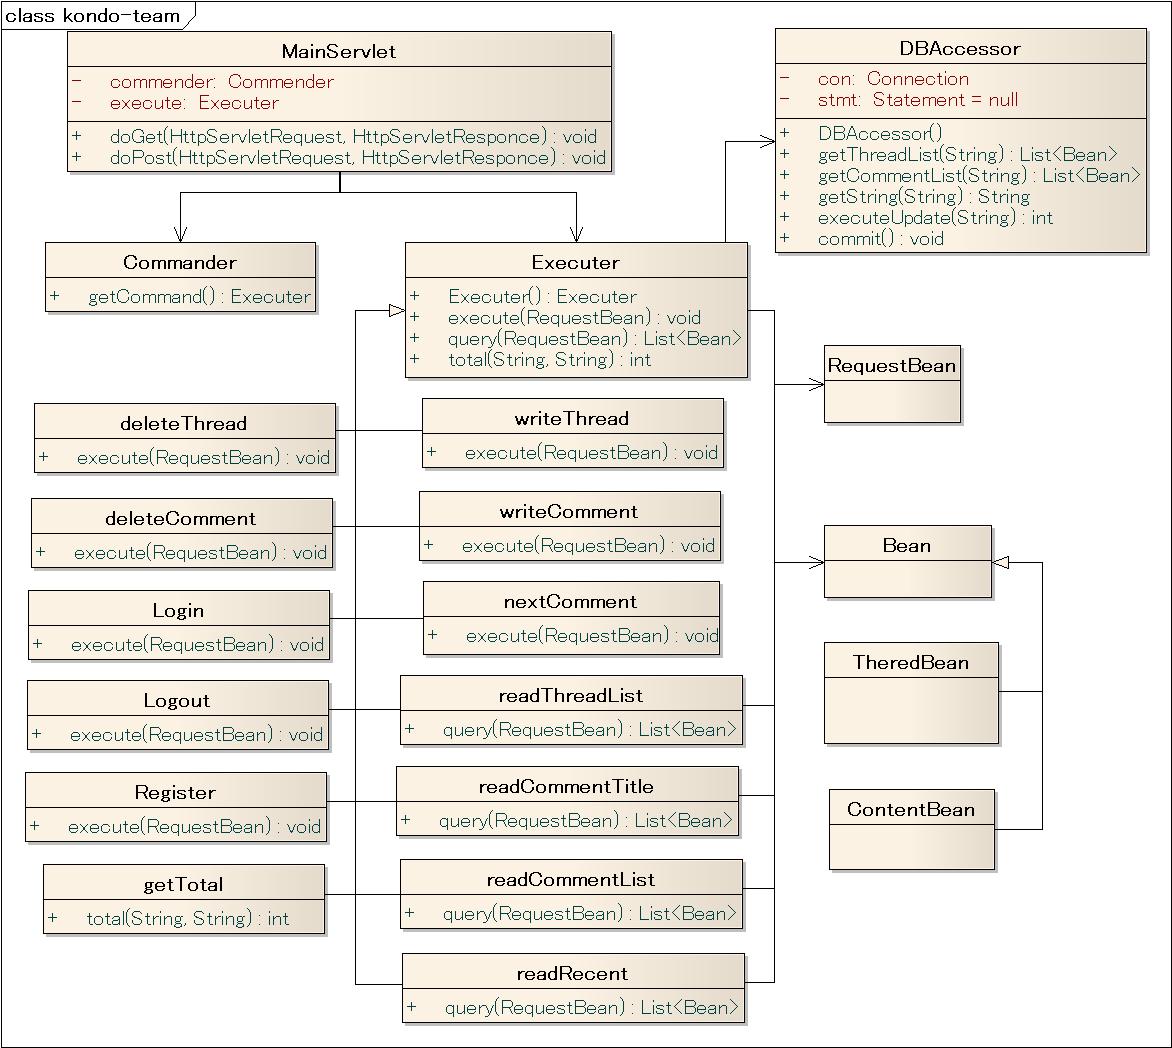 class kondo-team
MainServlet
- commender: Commender
- execute: Executer
+ doGet(HttpServletRequest, HttpServletResponce) : void
+ doPost(HttpServletRequest, HttpServletResponce) : void
DBAccessor
- con: Connection
- stmt: Statement = null
+ DBAccessor()
+ getThreadList(String) : List<Bean>
+ getCommentList(String) : List<Bean>
+ getString(String) : String
+ executeUpdate(String) : int
+ commit() : void
Commander
+ getCommand() : Executer
Executer
+ Executer() : Executer
+ execute(RequestBean) : void
+ query(RequestBean) : List<Bean>
+ total(String, String) : int
RequestBean
deleteThread
+ execute(RequestBean) : void
writeThread
+ execute(RequestBean) : void
deleteComment
+ execute(RequestBean) : void
writeComment
+ execute(RequestBean) : void
Bean
Login
+ execute(RequestBean) : void
nextComment
+ execute(RequestBean) : void
TheredBean
Logout
+ execute(RequestBean) : void
readThreadList
+ query(RequestBean) : List<Bean>
Register
+ execute(RequestBean) : void
readCommentTitle
+ query(RequestBean) : List<Bean>
ContentBean
getTotal
+ total(String, String) : int
readCommentList
+ query(RequestBean) : List<Bean>
readRecent
+ query(RequestBean) : List<Bean>